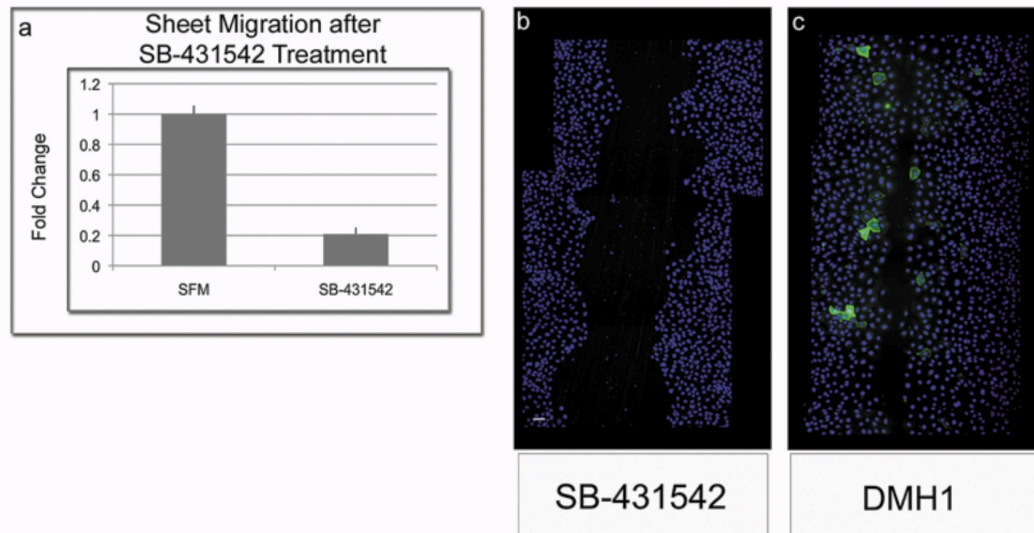 a
Sheet Migration after
SB-431542 Treatment
Fold Change
1.2
1
0.8
0.6
0.4
0.2
0
SFM
SB-431542
b
SB-431542
c
DMH1